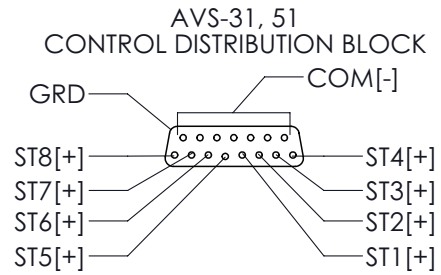 AVS-31, 51
CONTROL DISTRIBUTION BLOCK
COM[-]
GRD
ST8[+] ST4[+]
ST7[+] ST3[+]
ST6[+] ST2[+]
ST5[+] ST1[+]